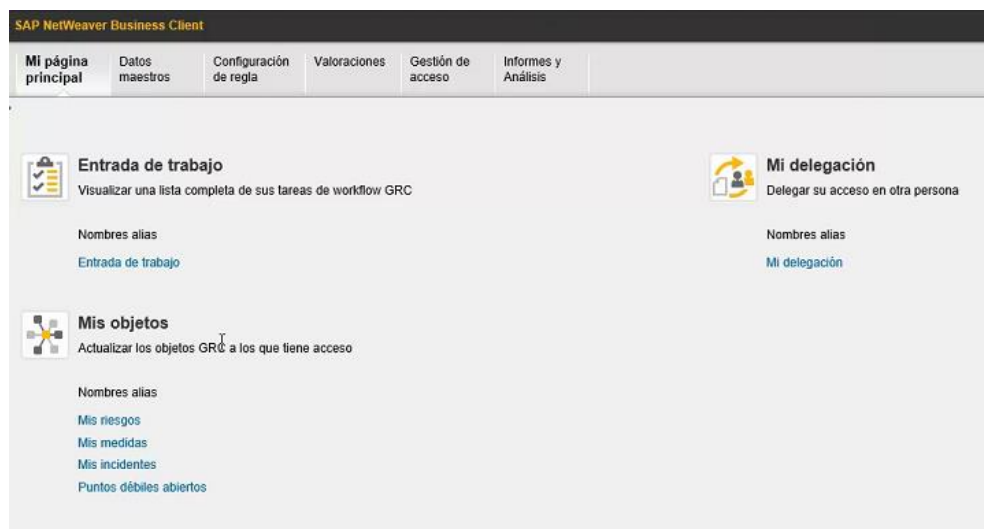 SAP NetWeaver Business Client
Mi página principal
Datos maestros
Configuración de regla
Valoraciones
Gestión de acceso
Informes y Análisis
Entrada de trabajo
Visualizar una lista completa de sus tareas de workflow GRC
Nombres alias
Entrada de trabajo
Mi delegación
Delegar su acceso en otra persona
Nombres alias
Mi delegación
Mis objetos
Actualizar los objetos GRC a los que tiene acceso
Nombres alias
Mis riesgos
Mis medidas
Mis incidentes
Puntos débiles abiertos